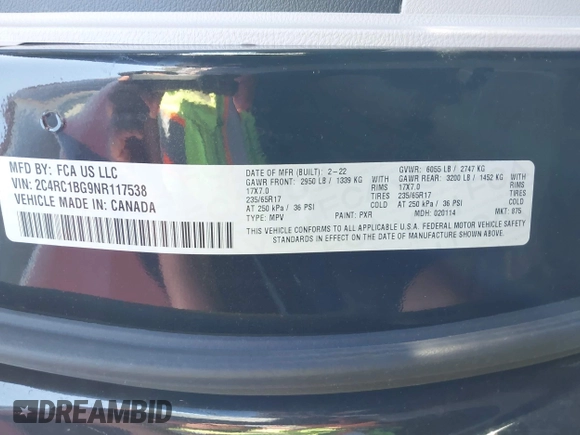 MFD BY: FCA US LLC
VIN: 2C4RC1BG9NR117538
VEHICLE MADE IN: CANADA
DATE OF MFR (BUILT): 2-22 GVWR: 6055 LB / 2747 KG
GAWR FRONT: 2950 LB / 1339 KG GAWR REAR: 3200 LB / 1452 KG
17X7.0 RIMS 17X7.0 RIMS
235/65R17 TIRES 235/65R17 TIRES
AT 250 kPa / 36 PSI COLD AT 250 kPa / 36 PSI COLD
TYPE: MPV PAINT: PXR MDH: 020114 MKT: 875
THIS VEHICLE CONFORMS TO ALL APPLICABLE U.S.A. FEDERAL MOTOR VEHICLE SAFETY
STANDARDS IN EFFECT ON THE DATE OF MANUFACTURE SHOWN ABOVE.
DREAMBID